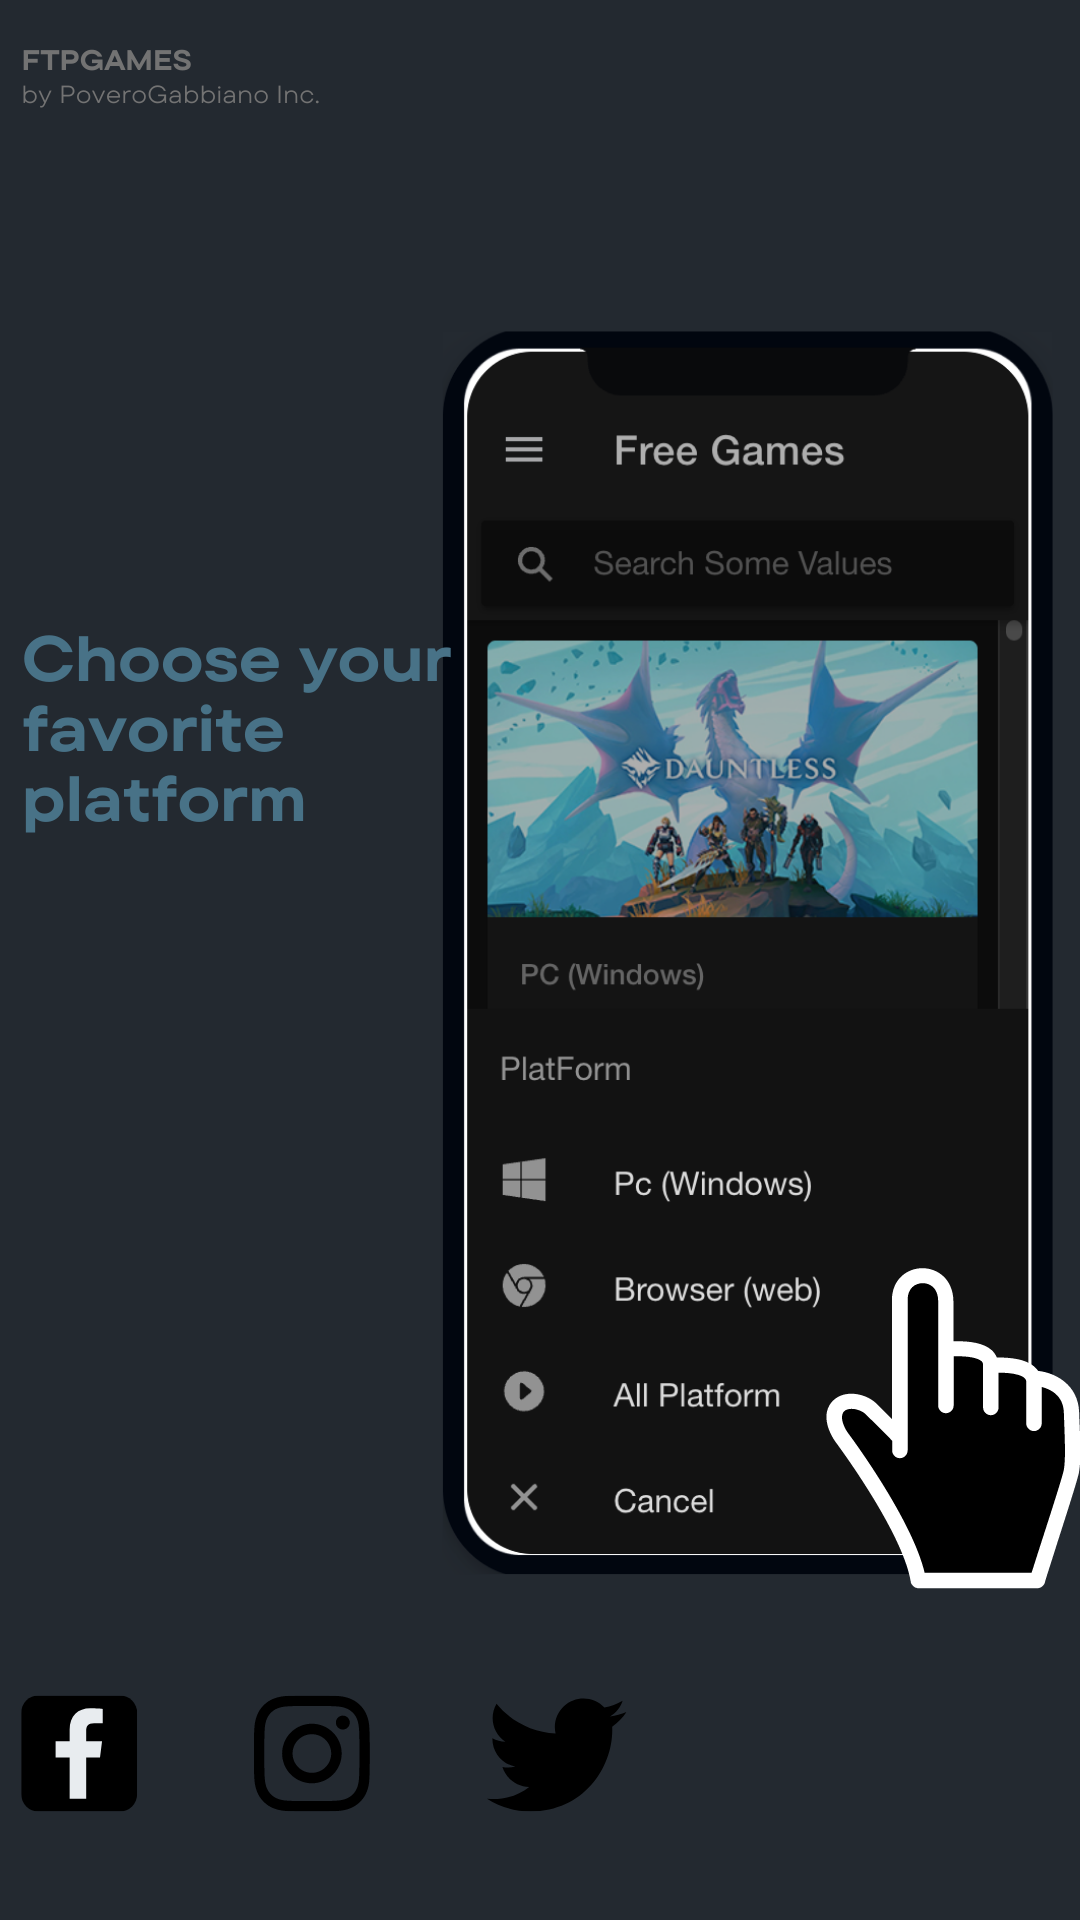 FTPGAMES
by PoveroGabbiano Inc.
Choose your
favorite
platform
Free Games
Search Some Values
DAUNTLESS
PC (Windows)
PlatForm
Pc (Windows)
Browser (web)
All Platform
Cancel